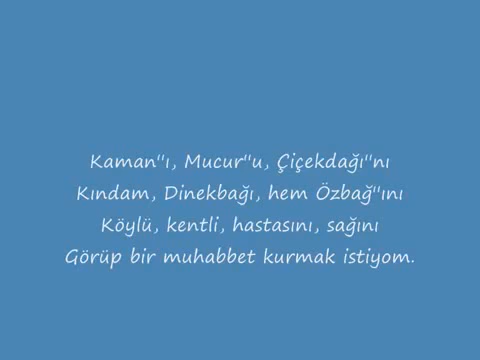 Kaman"ı, Mucur"u, Çiçekdağı"nı
Kındam, Dinekbağı, hem Özbağ"ını
Köylü, kentli, hastasını, sağını
Görüp bir muhabbet kurmak istiyom.